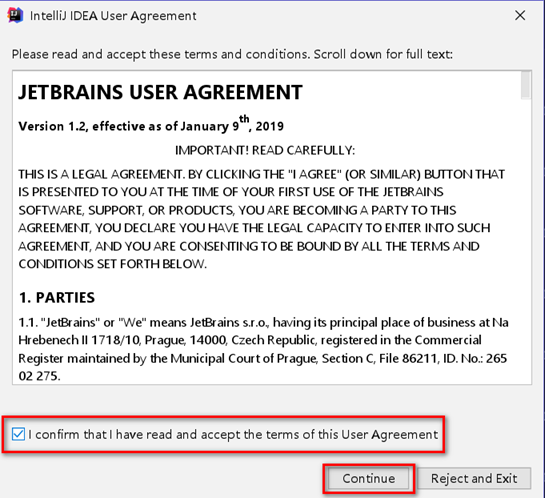 IntelliJ IDEA User Agreement
Please read and accept these terms and conditions. Scroll down for full text:
JETBRAINS USER AGREEMENT
Version 1.2, effective as of January 9th, 2019
IMPORTANT! READ CAREFULLY:
THIS IS A LEGAL AGREEMENT. BY CLICKING THE "I AGREE" (OR SIMILAR) BUTTON THAT
IS PRESENTED TO YOU AT THE TIME OF YOUR FIRST USE OF THE JETBRAINS
SOFTWARE, SUPPORT, OR PRODUCTS, YOU ARE BECOMING A PARTY TO THIS
AGREEMENT, YOU DECLARE YOU HAVE THE LEGAL CAPACITY TO ENTER INTO SUCH
AGREEMENT, AND YOU ARE CONSENTING TO BE BOUND BY ALL THE TERMS AND
CONDITIONS SET FORTH BELOW.
1. PARTIES
1.1. "JetBrains" or "We" means JetBrains s.r.o., having its principal place of business at Na
Hrebenech II 1718/10, Prague, 14000, Czech Republic, registered in the Commercial
Register maintained by the Municipal Court of Prague, Section C, File 86211, ID. No.: 265
02 275.
I confirm that I have read and accept the terms of this User Agreement
Continue Reject and Exit